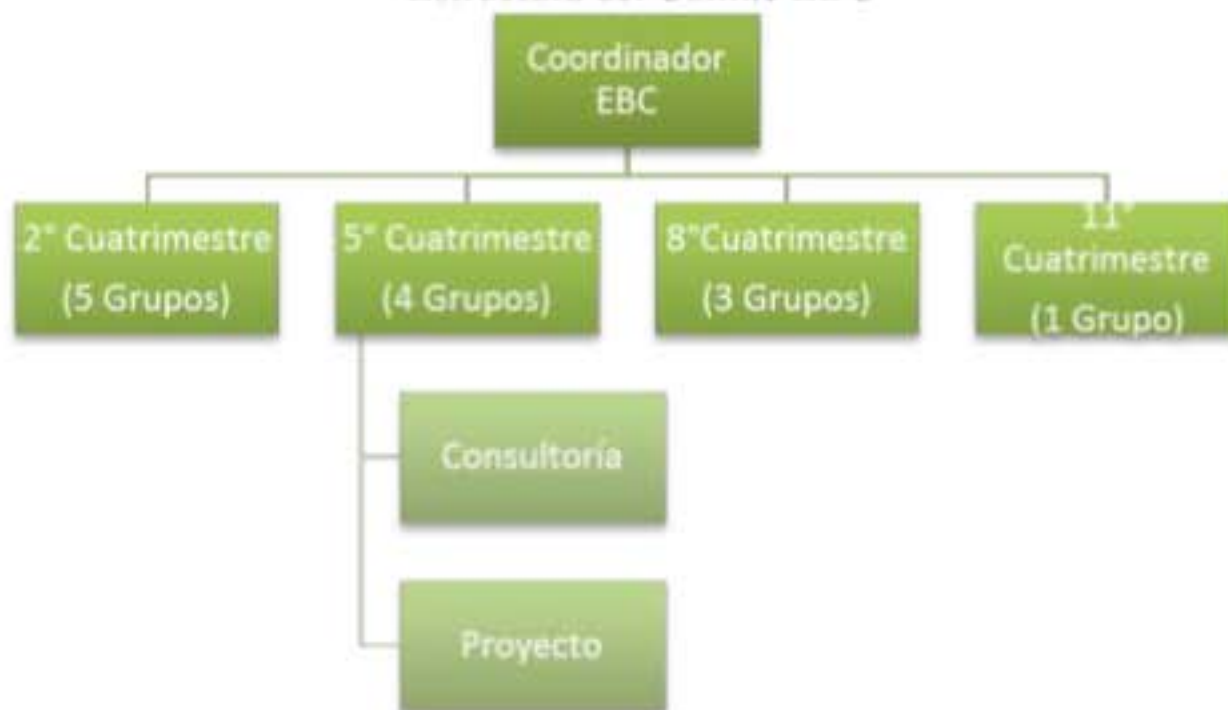 Coordinador
EBC
2° Cuatrimestre
(5 Grupos)
5° Cuatrimestre
(4 Grupos)
8°Cuatrimestre
(3 Grupos)
11°
Cuatrimestre
(1 Grupo)
Consultoría
Proyecto